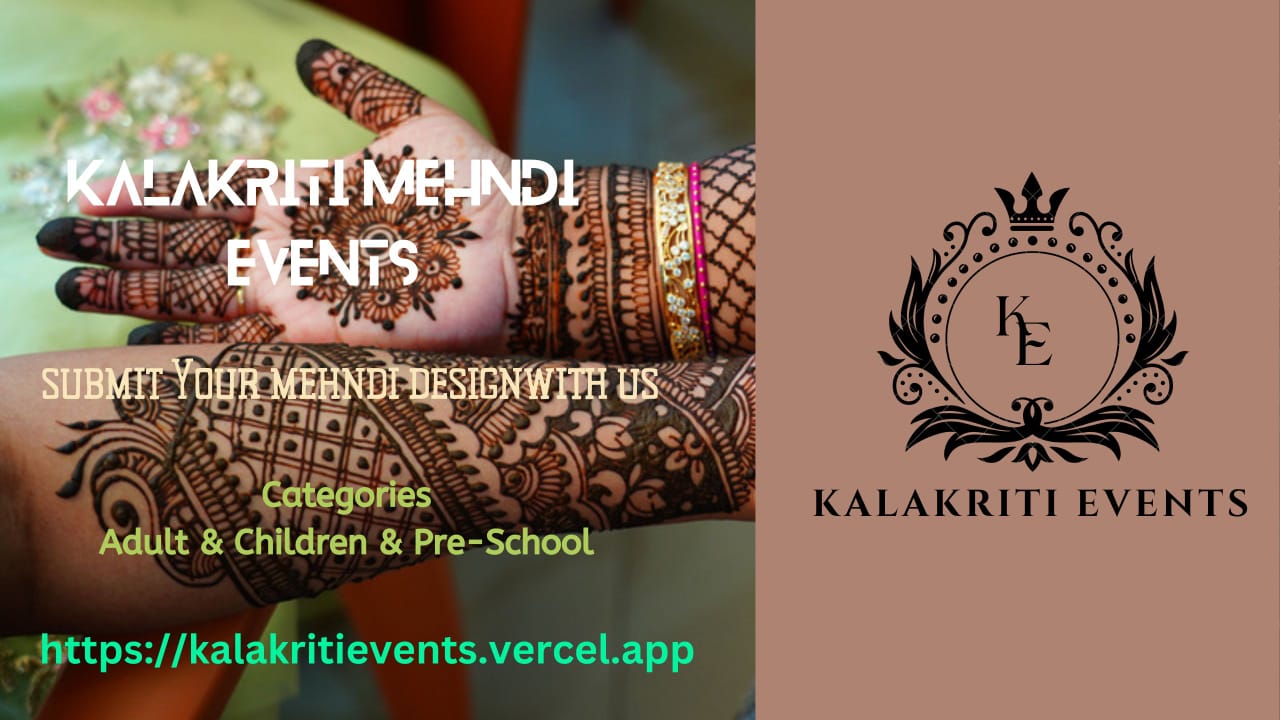 KALAKRITI MEHNDI
EVENTS
SUBMIT YOUR MEHNDI DESIGNWITH US
Categories
Adult & Children & Pre-School
https://kalakritievents.vercel.app
KE
KALAKRITI EVENTS